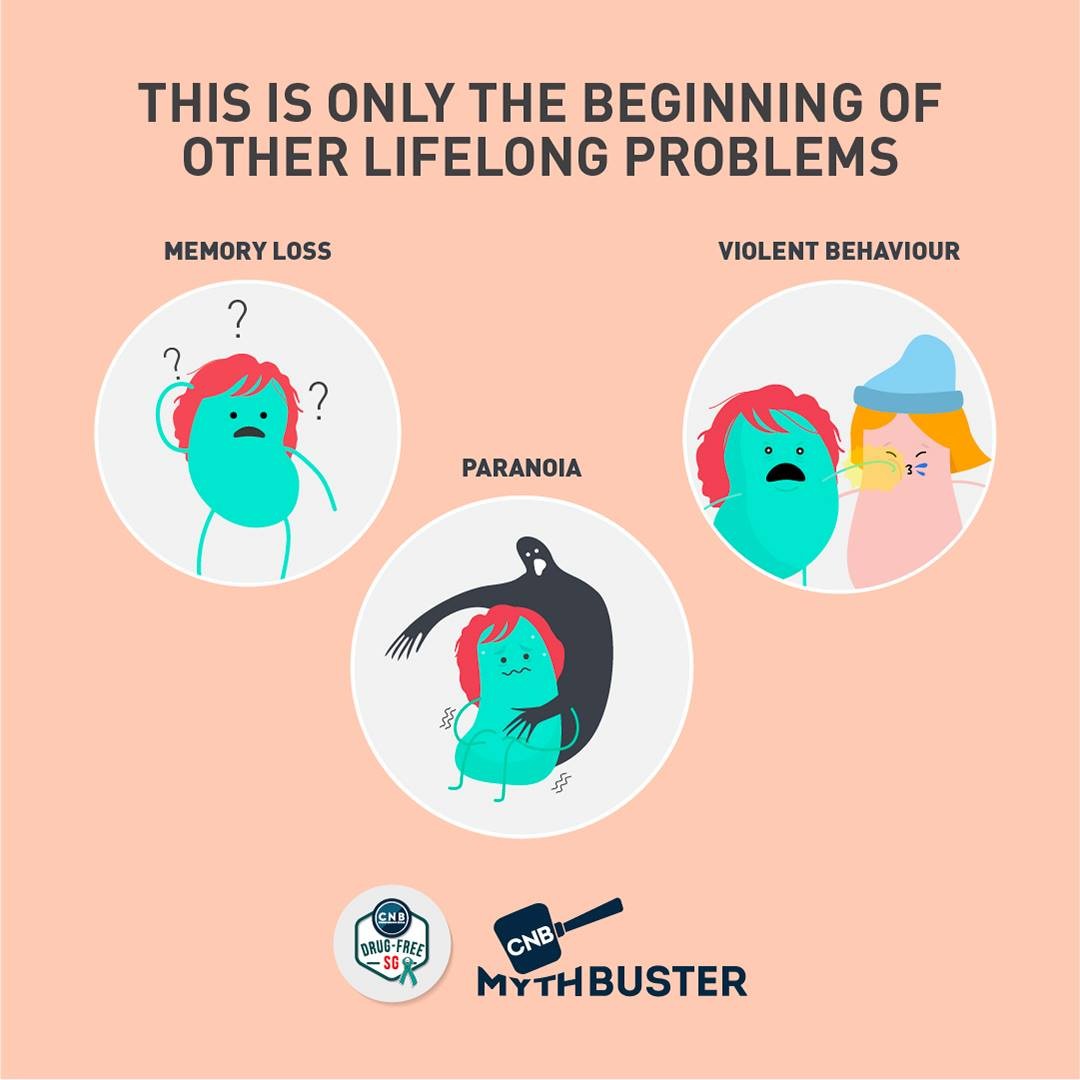 THIS IS ONLY THE BEGINNING OF
OTHER LIFELONG PROBLEMS
MEMORY LOSS
VIOLENT BEHAVIOUR
? ? ?
PARANOIA
CNB
DRUG-FREE
SG
CNB
MYTHBUSTER